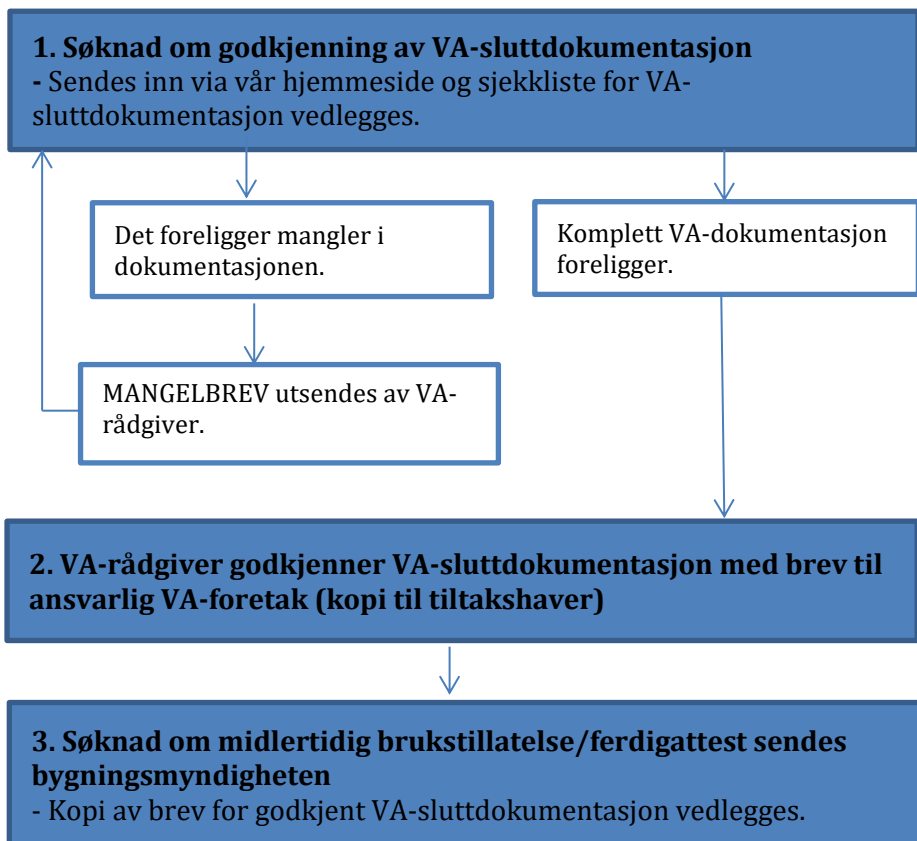 1. Søknad om godkjenning av VA-sluttdokumentasjon
- Sendes inn via vår hjemmeside og sjekkliste for VA-
sluttdokumentasjon vedlegges.
Det foreligger mangler i
dokumentasjonen.
Komplett VA-dokumentasjon
foreligger.
MANGELBREV utsendes av VA-
rådgiver.
2. VA-rådgiver godkjenner VA-sluttdokumentasjon med brev til
ansvarlig VA-foretak (kopi til tiltakshaver)
3. Søknad om midlertidig brukstillatelse/ferdigattest sendes
bygningsmyndigheten
- Kopi av brev for godkjent VA-sluttdokumentasjon vedlegges.